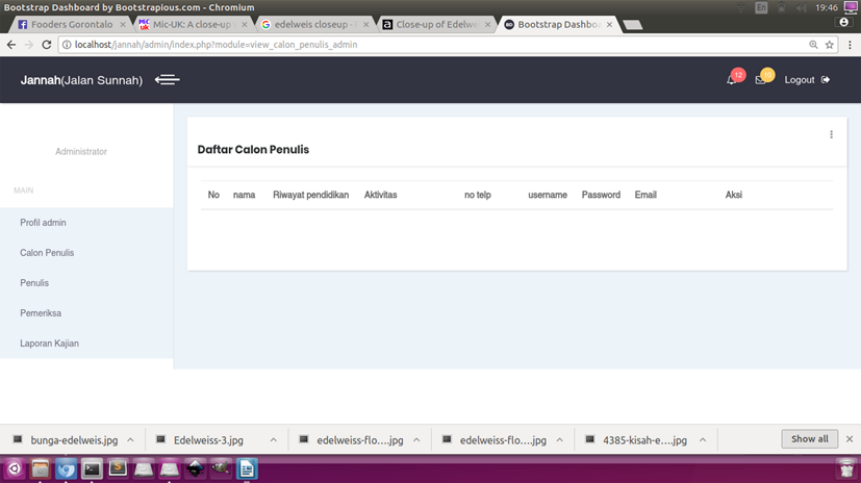 Bootstrap Dashboard by Bootstrapious.com - Chromium
En
19:46
Fooders Gorontalo
Mic-UK: A close-up
edelweis closeup -
Close-up of Edelwe
Bootstrap Dashbo
localhost/jannah/admin/index.php?module=view_calon_penulis_admin
Jannah(Jalan Sunnah)
12
10
Logout
Administrator
MAIN
Profil admin
Calon Penulis
Penulis
Pemeriksa
Laporan Kajian
Daftar Calon Penulis
No nama Riwayat pendidikan Aktivitas no telp username Password Email Aksi
bunga-edelweis.jpg
Edelweiss-3.jpg
edelweiss-flo....jpg
edelweiss-flo....jpg
4385-kisah-e....jpg
Show all